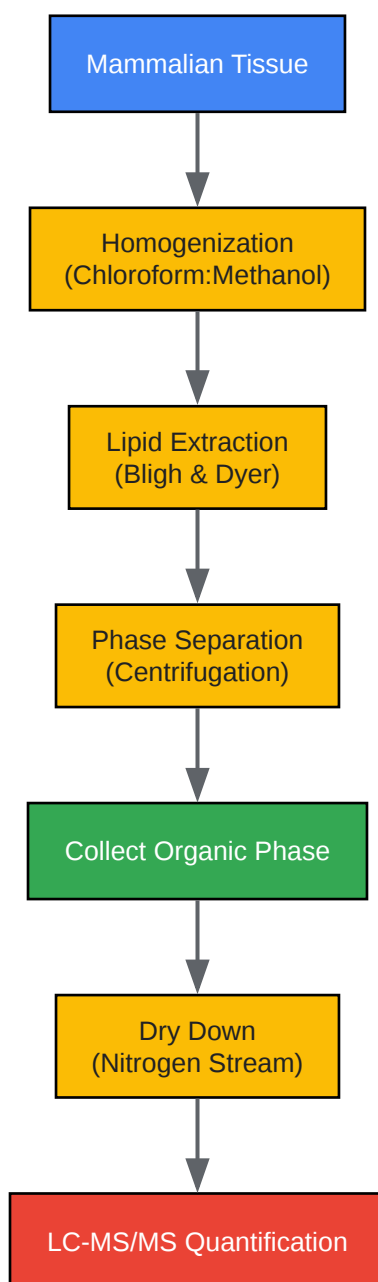 Mammalian Tissue
Homogenization
(Chloroform:Methanol)
Lipid Extraction
(Bligh & Dyer)
Phase Separation
(Centrifugation)
Collect Organic Phase
Dry Down
(Nitrogen Stream)
LC-MS/MS Quantification